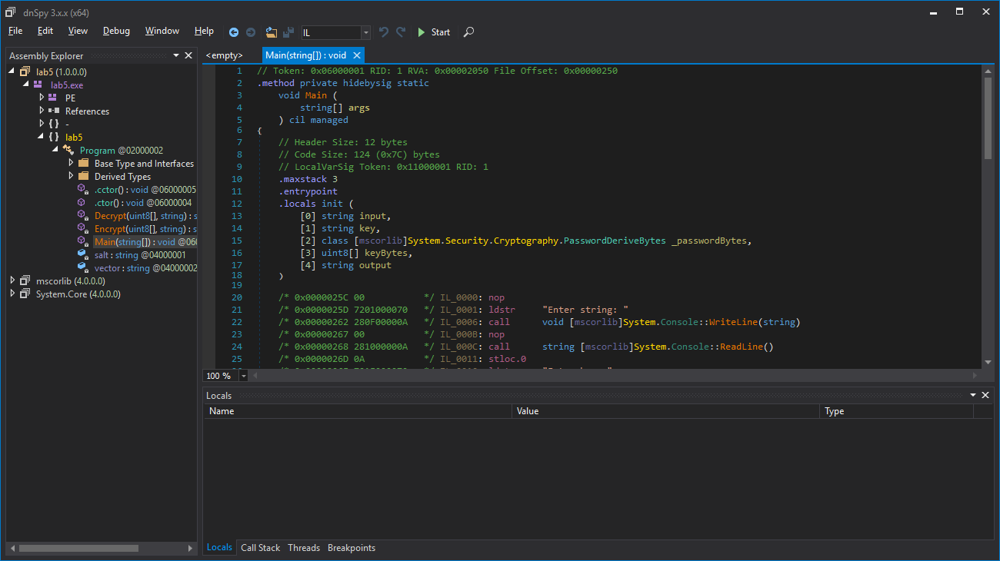 dnSpy 3.x.x (x64)
File Edit View Debug Window Help IL Start
Assembly Explorer
lab5 (1.0.0.0)
lab5.exe
PE
References
{ } -
{ } lab5
Program @02000002
Base Type and Interfaces
Derived Types
.cctor() : void @06000005
.ctor() : void @06000004
Decrypt(uint8[], string) : s
Encrypt(uint8[], string) : s
Main(string[]) : void @060
salt : string @04000001
vector : string @04000002
mscorlib (4.0.0.0)
System.Core (4.0.0.0)
<empty> Main(string[]) : void
1 // Token: 0x06000001 RID: 1 RVA: 0x00002050 File Offset: 0x00000250
2 .method private hidebysig static
3 void Main (
4 string[] args
5 ) cil managed
6 {
7 // Header Size: 12 bytes
8 // Code Size: 124 (0x7C) bytes
9 // LocalVarSig Token: 0x11000001 RID: 1
10 .maxstack 3
11 .entrypoint
12 .locals init (
13 [0] string input,
14 [1] string key,
15 [2] class [mscorlib]System.Security.Cryptography.PasswordDeriveBytes _passwordBytes,
16 [3] uint8[] keyBytes,
17 [4] string output
18 )
19
20 /* 0x0000025C 00 */ IL_0000: nop
21 /* 0x0000025D 7201000070 */ IL_0001: ldstr "Enter string: "
22 /* 0x00000262 280F00000A */ IL_0006: call void [mscorlib]System.Console::WriteLine(string)
23 /* 0x00000267 00 */ IL_000B: nop
24 /* 0x00000268 281000000A */ IL_000C: call string [mscorlib]System.Console::ReadLine()
25 /* 0x0000026D 0A */ IL_0011: stloc.0
100 %
Locals
Name Value Type
Locals Call Stack Threads Breakpoints